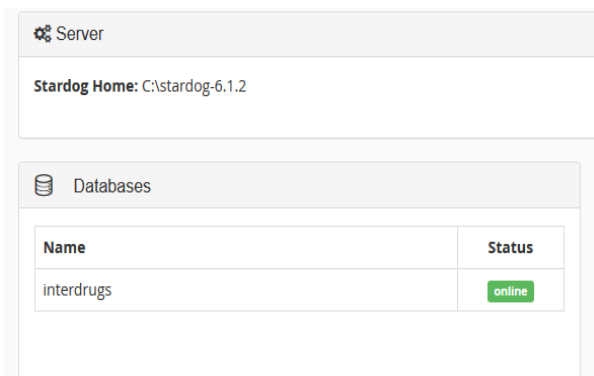 Server
Stardog Home: C:\stardog-6.1.2
Databases
Name Status
interdrugs online